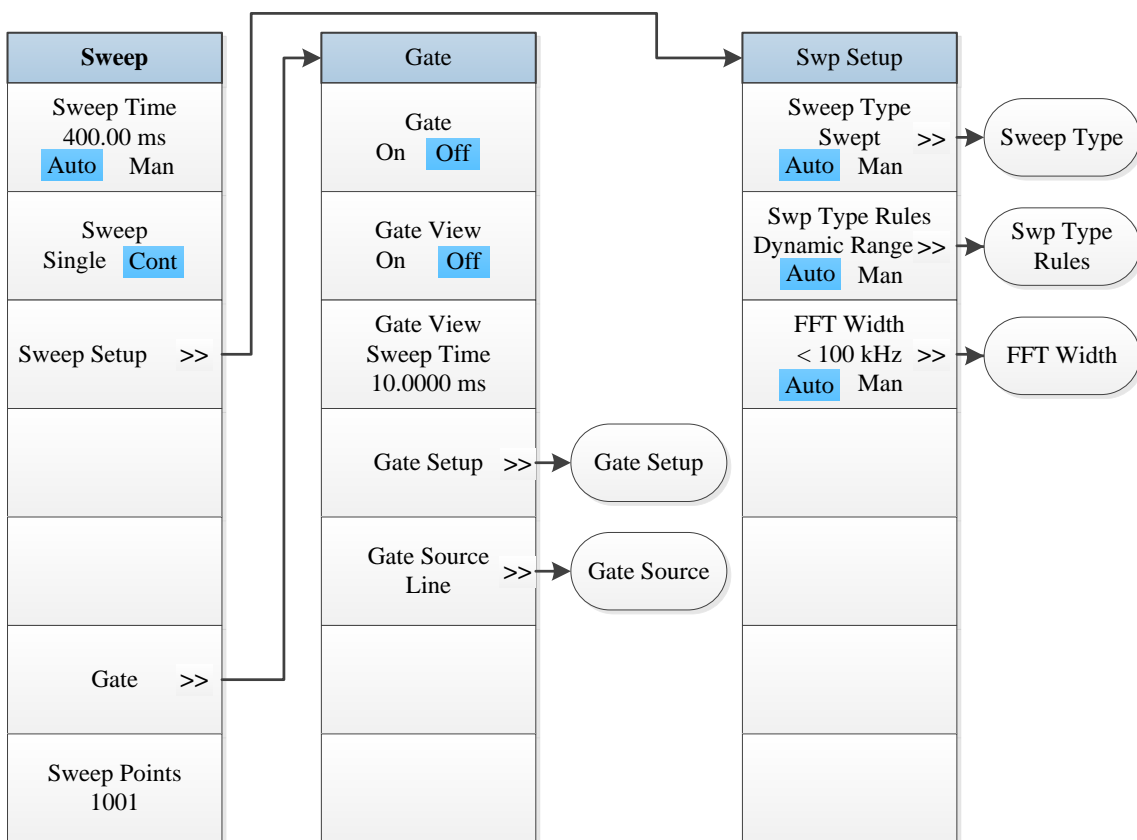 Sweep
Sweep Time
400.00 ms
Auto Man
Sweep
Single Cont
Sweep Setup >>
Gate >>
Sweep Points
1001
Gate
Gate
On Off
Gate View
On Off
Gate View
Sweep Time
10.0000 ms
Gate Setup >>
Gate Setup
Gate Source
Line >>
Gate Source
Swp Setup
Sweep Type
Swept >>
Auto Man
Sweep Type
Swp Type Rules
Dynamic Range >>
Auto Man
Swp Type
Rules
FFT Width
< 100 kHz >>
Auto Man
FFT Width